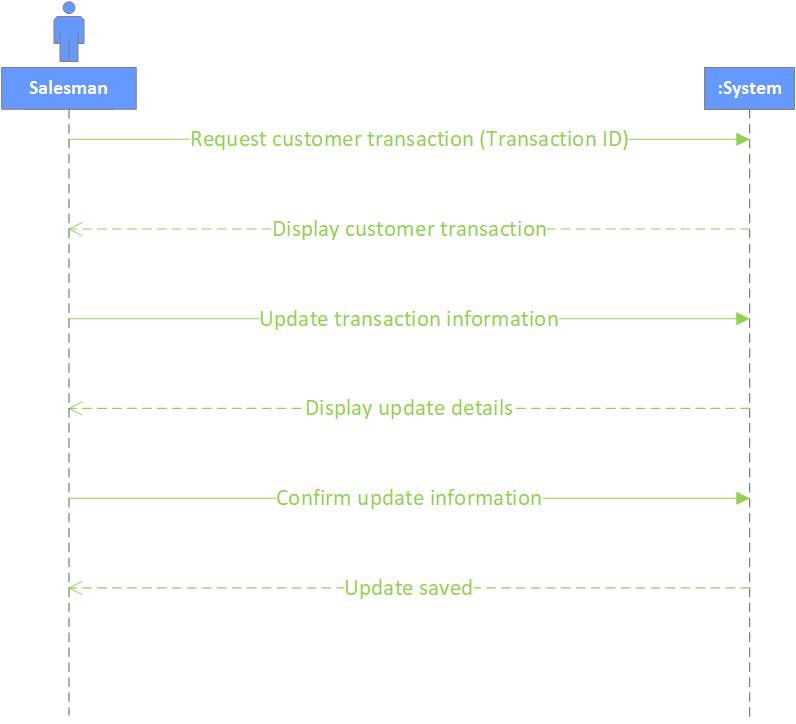 Salesman
:System
Request customer transaction (Transaction ID)
Display customer transaction
Update transaction information
Display update details
Confirm update information
Update saved